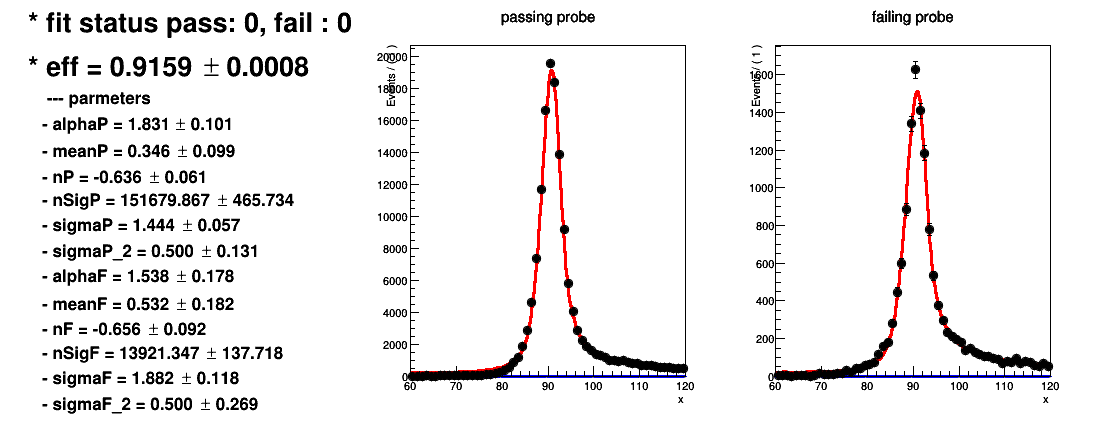 * fit status pass: 0, fail : 0
* eff = 0.9159 ± 0.0008
--- parmeters
- alphaP = 1.831 ± 0.101
- meanP = 0.346 ± 0.099
- nP = -0.636 ± 0.061
- nSigP = 151679.867 ± 465.734
- sigmaP = 1.444 ± 0.057
- sigmaP_2 = 0.500 ± 0.131
- alphaF = 1.538 ± 0.178
- meanF = 0.532 ± 0.182
- nF = -0.656 ± 0.092
- nSigF = 13921.347 ± 137.718
- sigmaF = 1.882 ± 0.118
- sigmaF_2 = 0.500 ± 0.269
passing probe
Events / ( 1 )
20000
18000
16000
14000
12000
10000
8000
6000
4000
2000
0
60 70 80 90 100 110 120
x
failing probe
Events / ( 1 )
1600
1400
1200
1000
800
600
400
200
0
60 70 80 90 100 110 120
x